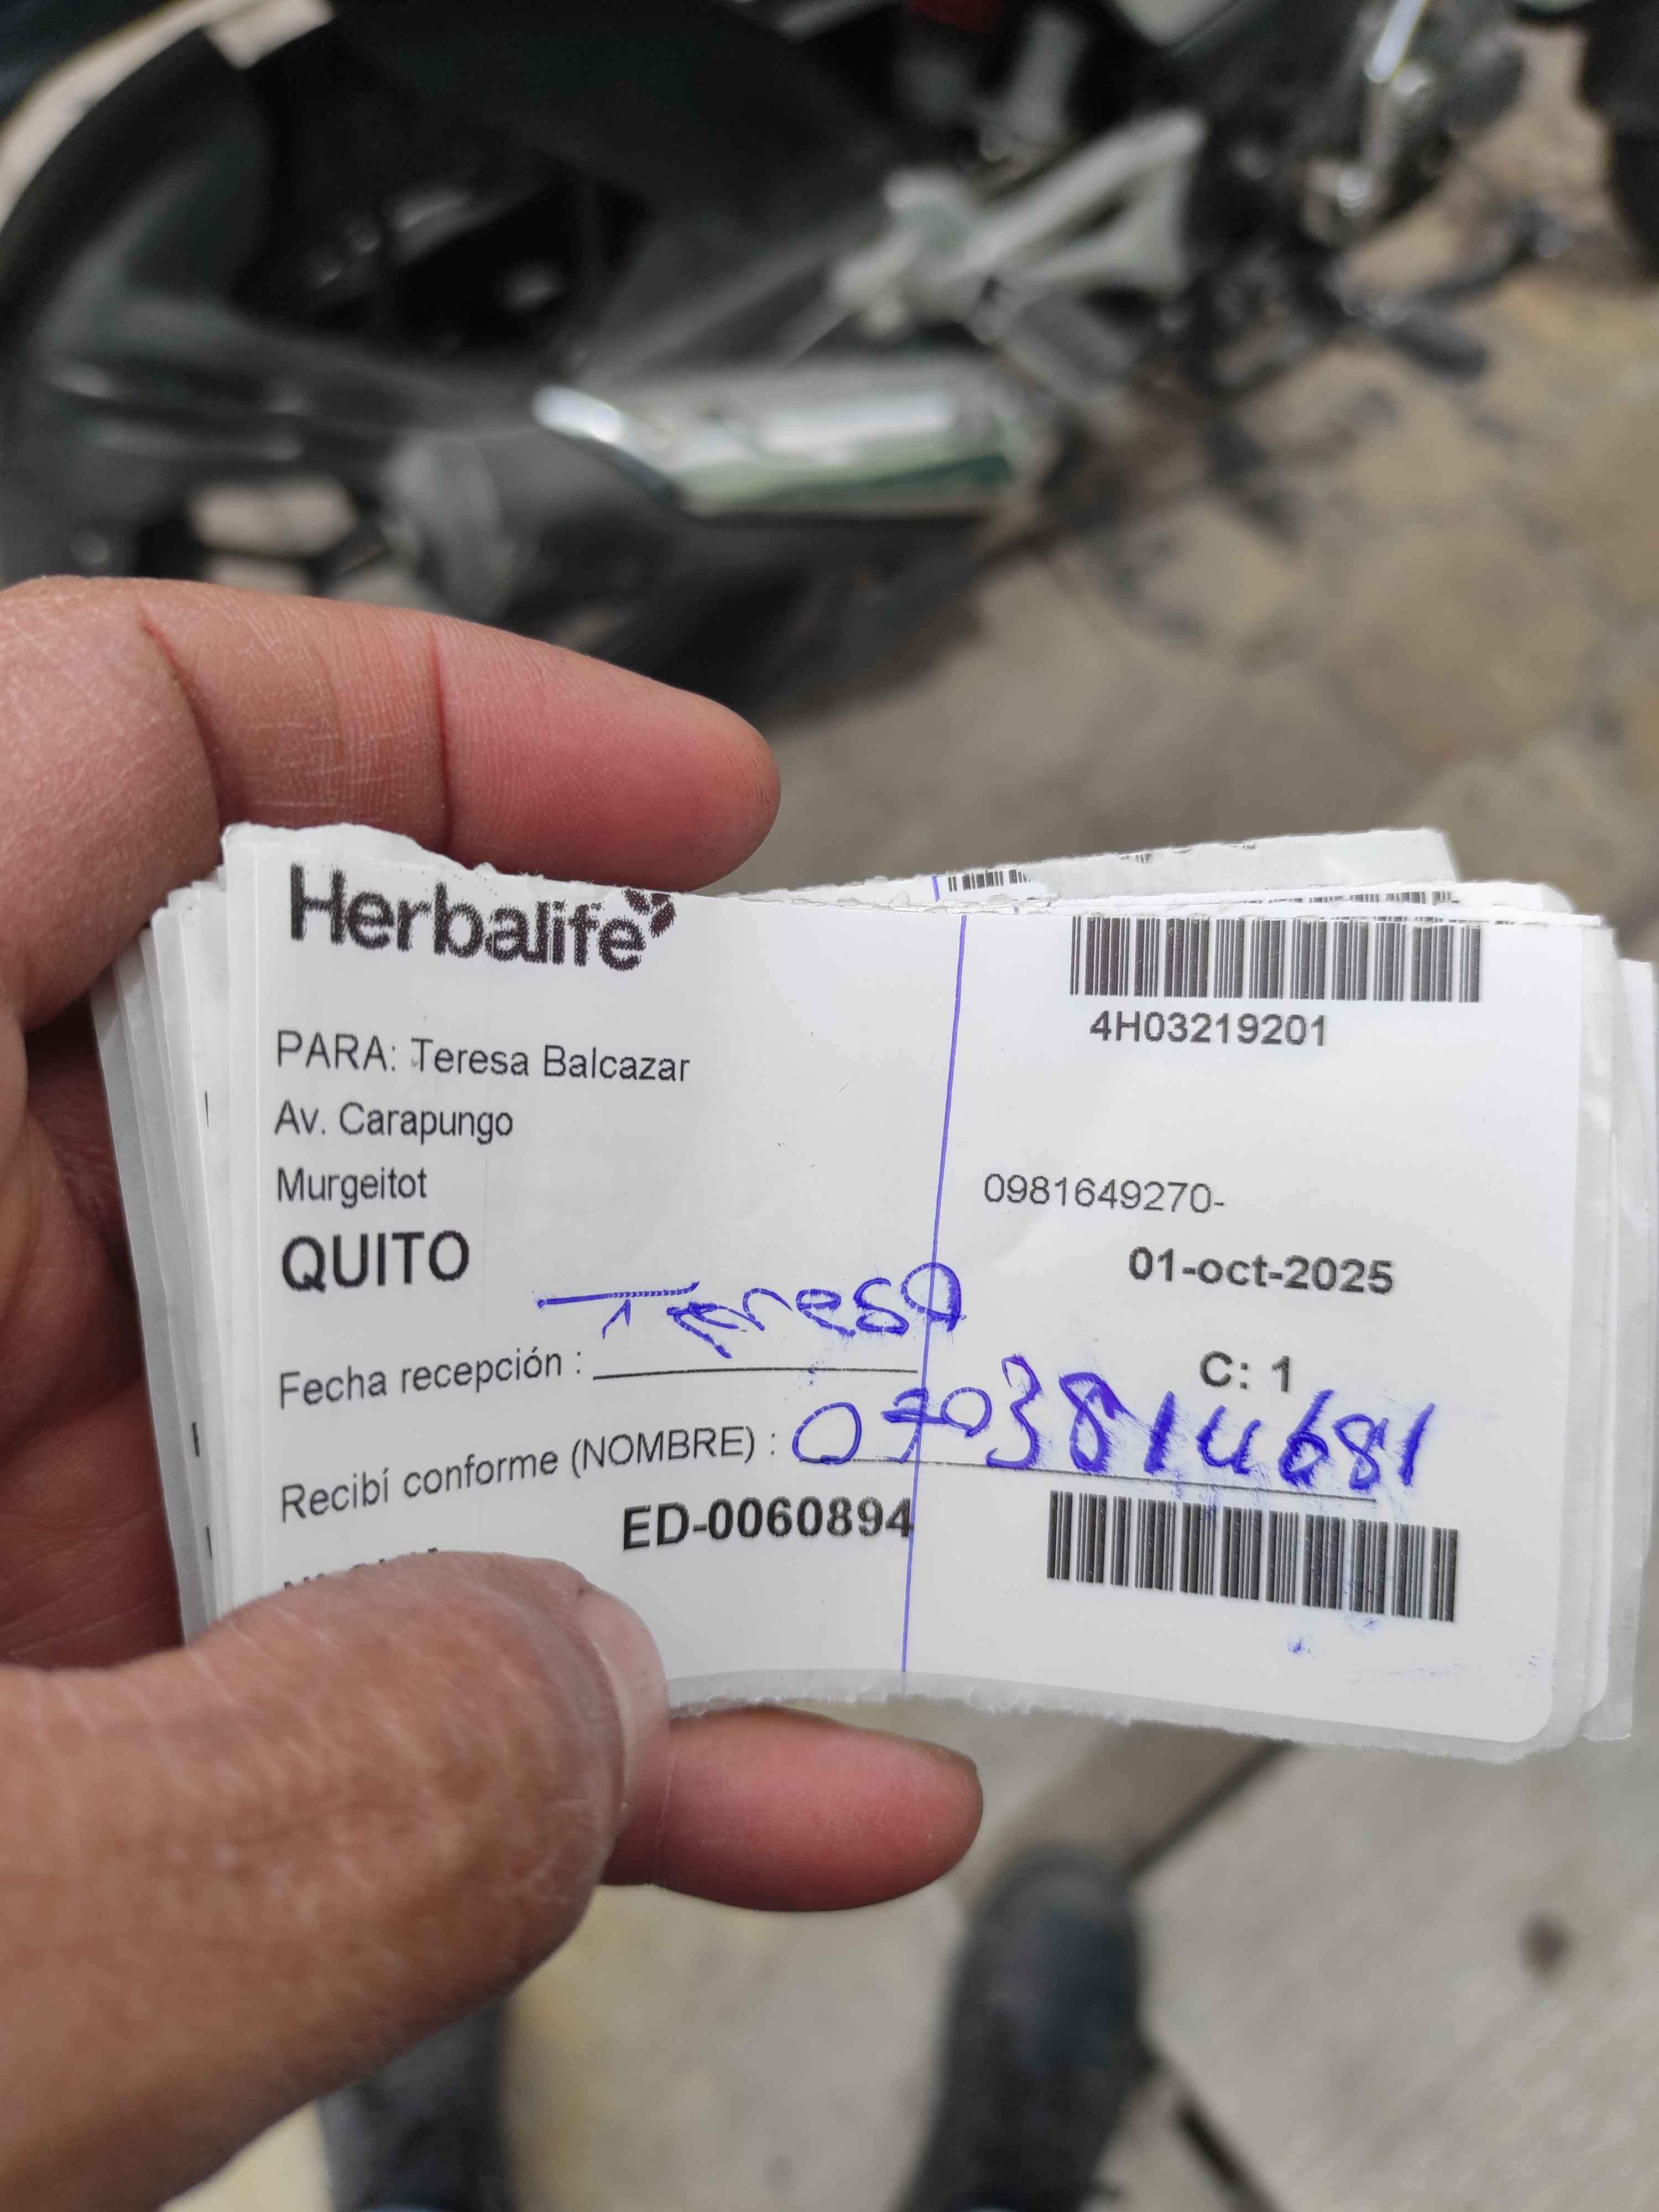 Herbalife
4H03219201
PARA: Teresa Balcazar
Av. Carapungo
Murgeitot
0981649270-
QUITO
01-oct-2025
Teresa
Fecha recepción :
C: 1
Recibí conforme (NOMBRE) : 0703814681
ED-0060894